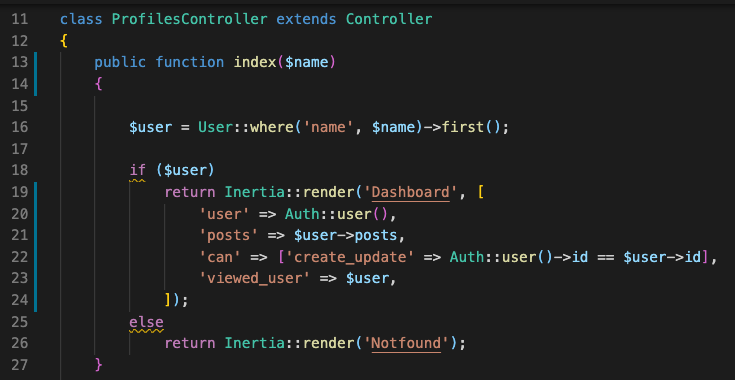 11 class ProfilesController extends Controller
12 {
13     public function index($name)
14     {
15
16         $user = User::where('name', $name)->first();
17
18         if ($user)
19             return Inertia::render('Dashboard', [
20                 'user' => Auth::user(),
21                 'posts' => $user->posts,
22                 'can' => ['create_update' => Auth::user()->id == $user->id],
23                 'viewed_user' => $user,
24             ]);
25         else
26             return Inertia::render('Notfound');
27     }